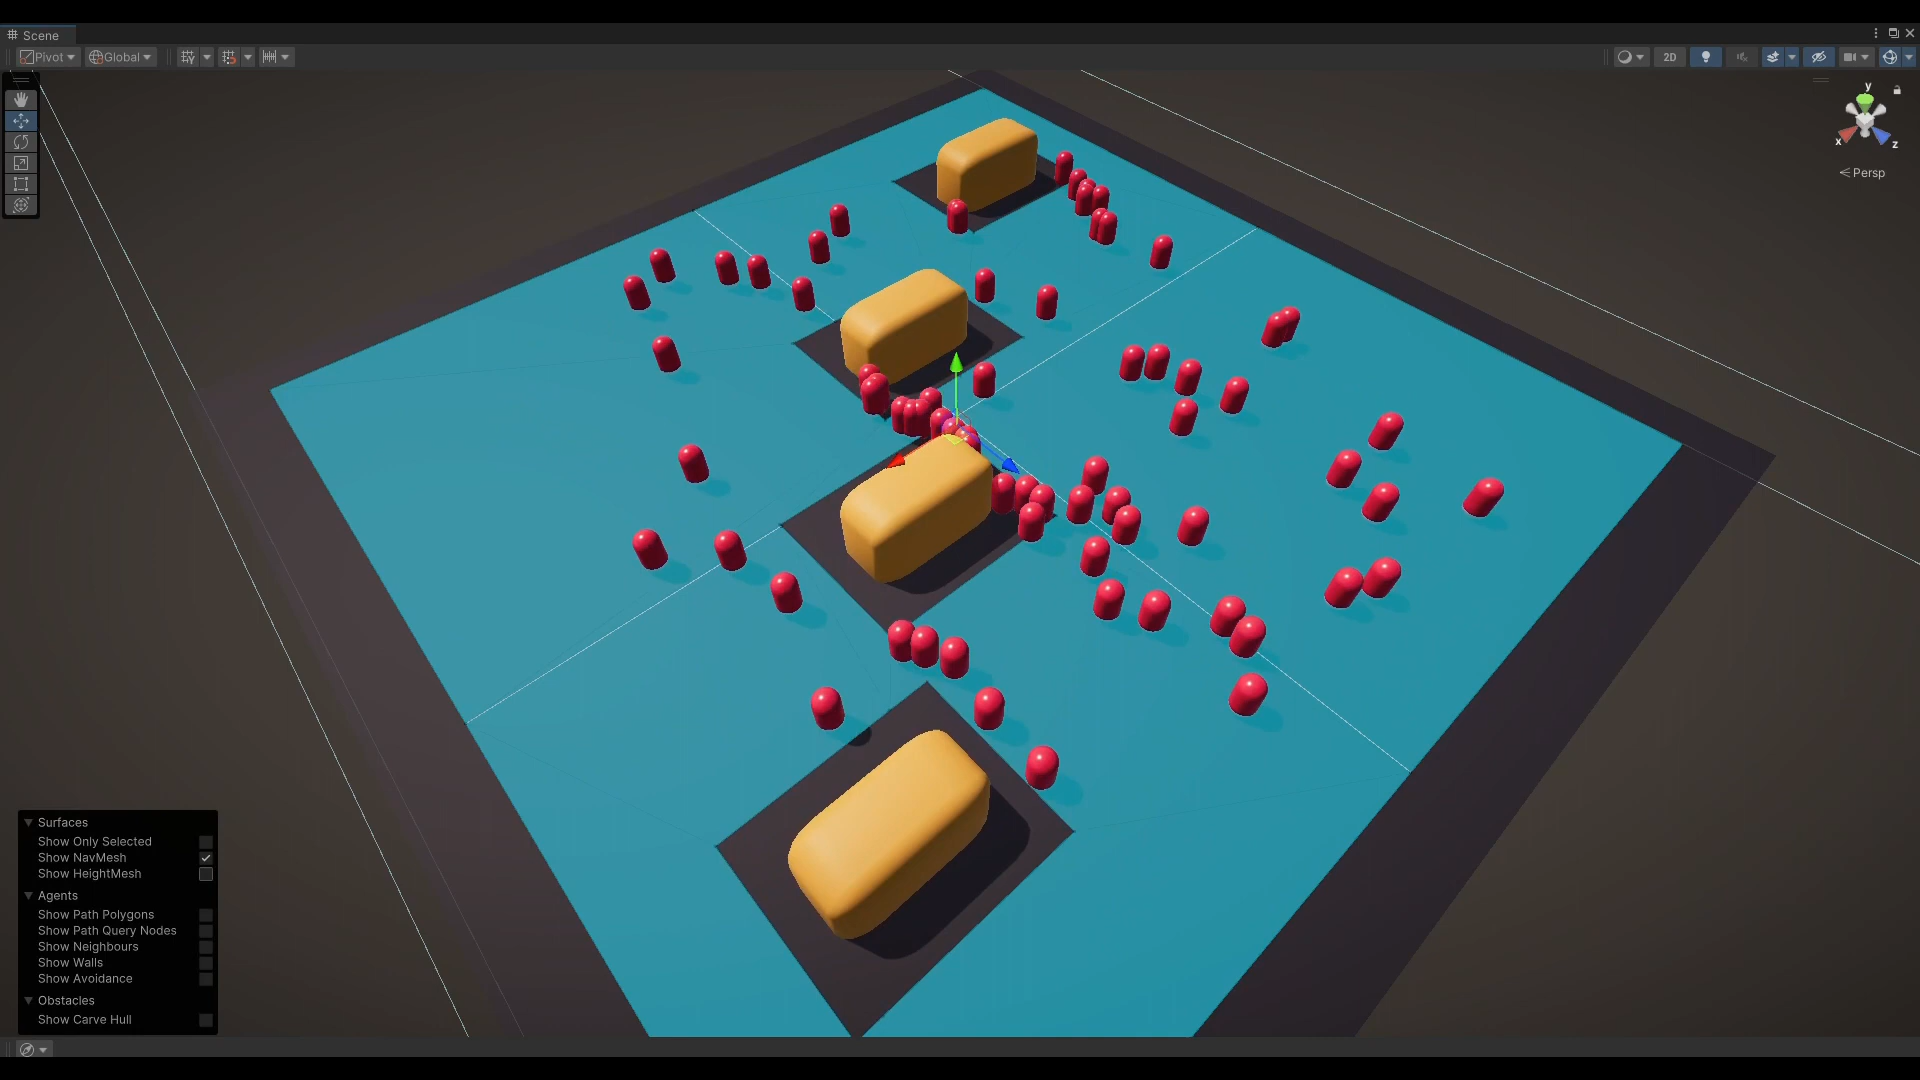 Scene
Pivot
Global
2D
y
x
z
Persp
Surfaces
Show Only Selected
Show NavMesh
Show HeightMesh
Agents
Show Path Polygons
Show Path Query Nodes
Show Neighbours
Show Walls
Show Avoidance
Obstacles
Show Carve Hull